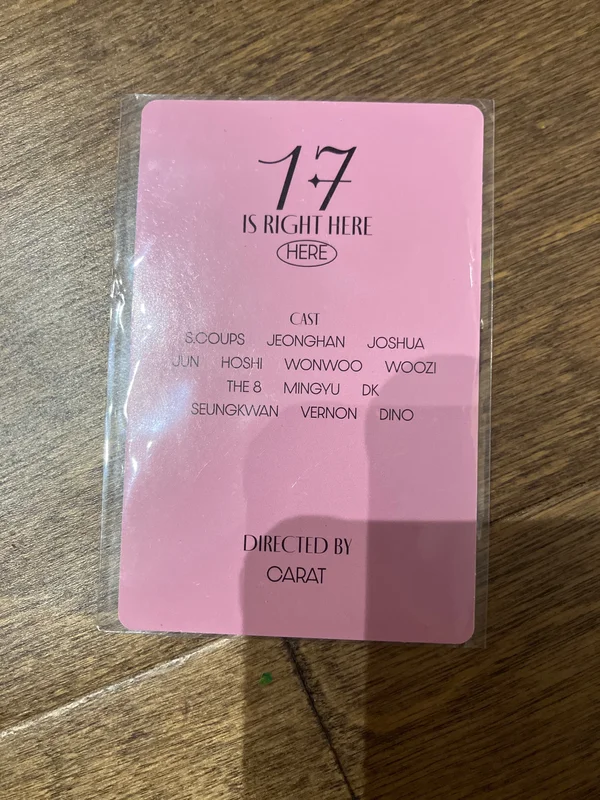 17
IS RIGHT HERE
HERE
CAST
S.COUPS JEONGHAN JOSHUA
JUN HOSHI WONWOO WOOZI
THE 8 MINGYU DK
SEUNGKWAN VERNON DINO
DIRECTED BY
CARAT